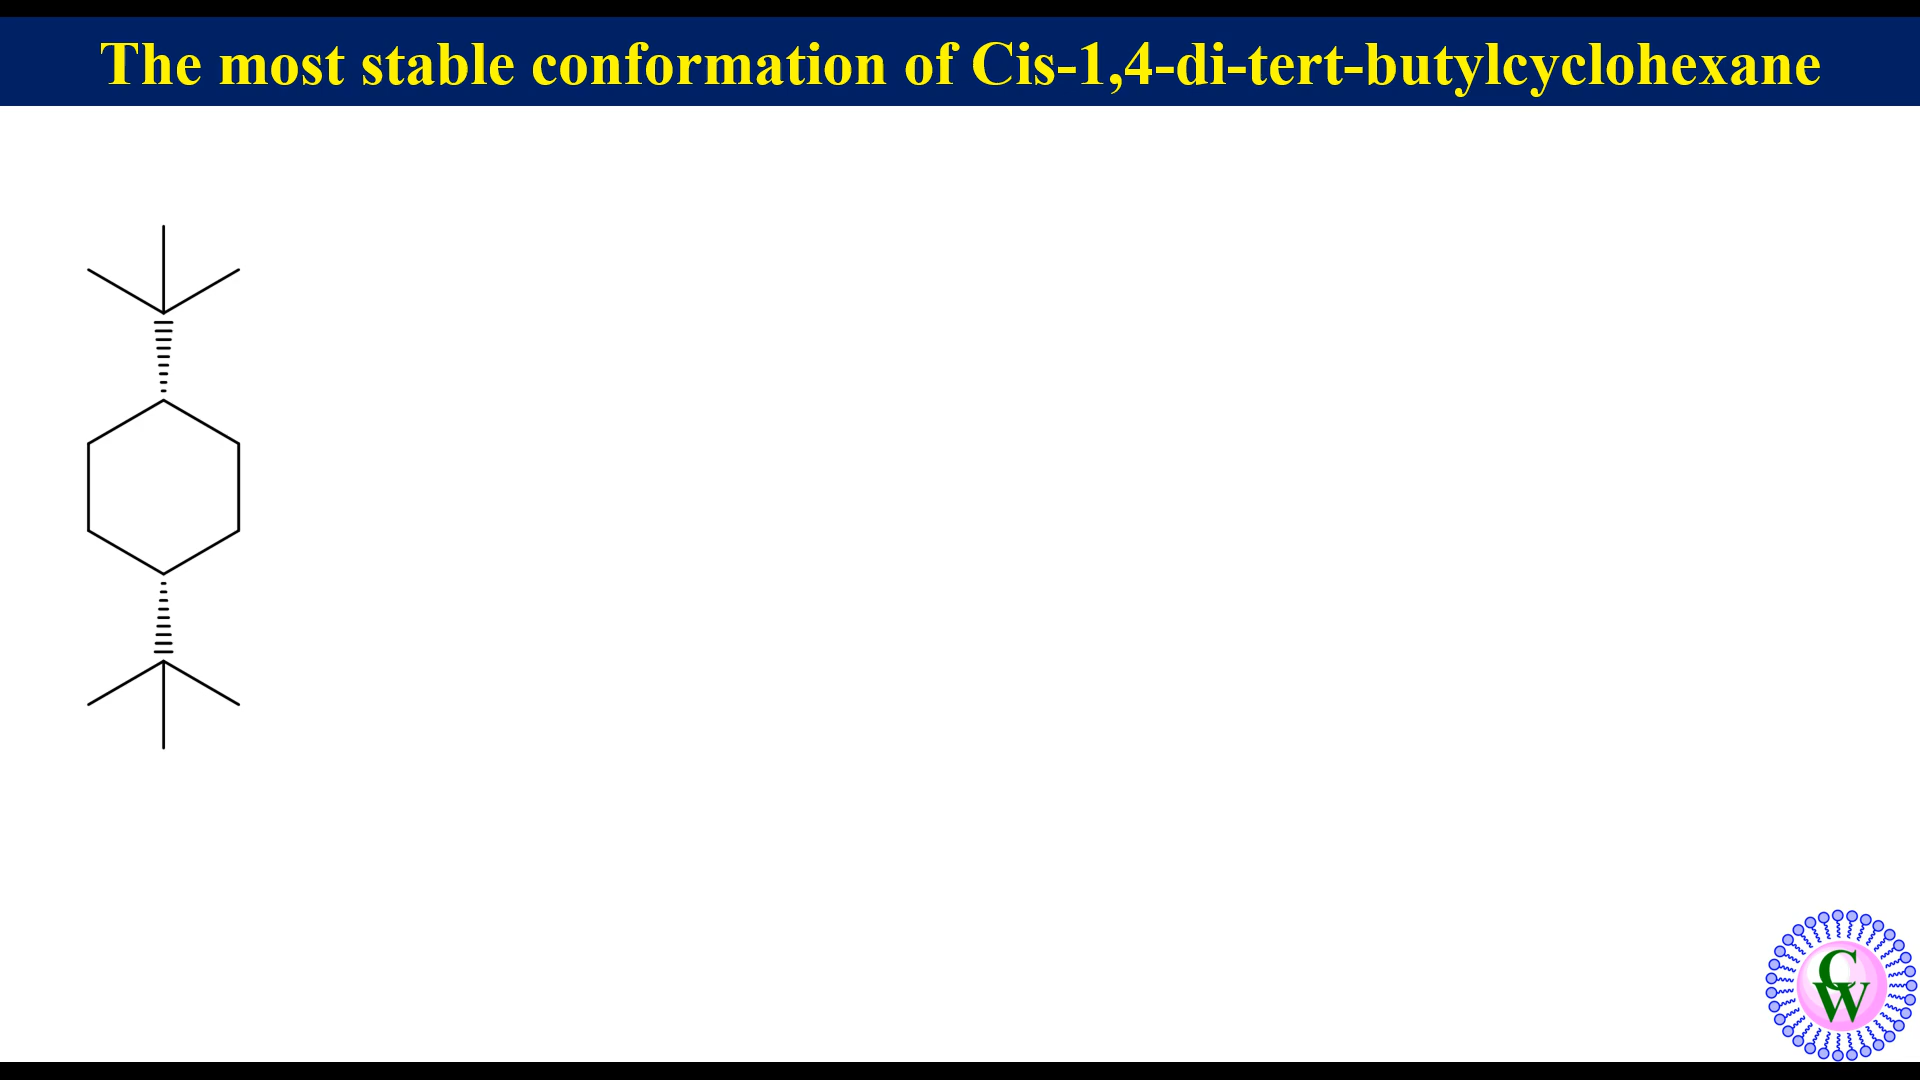 The most stable conformation of Cis-1,4-di-tert-butylcyclohexane
C
W